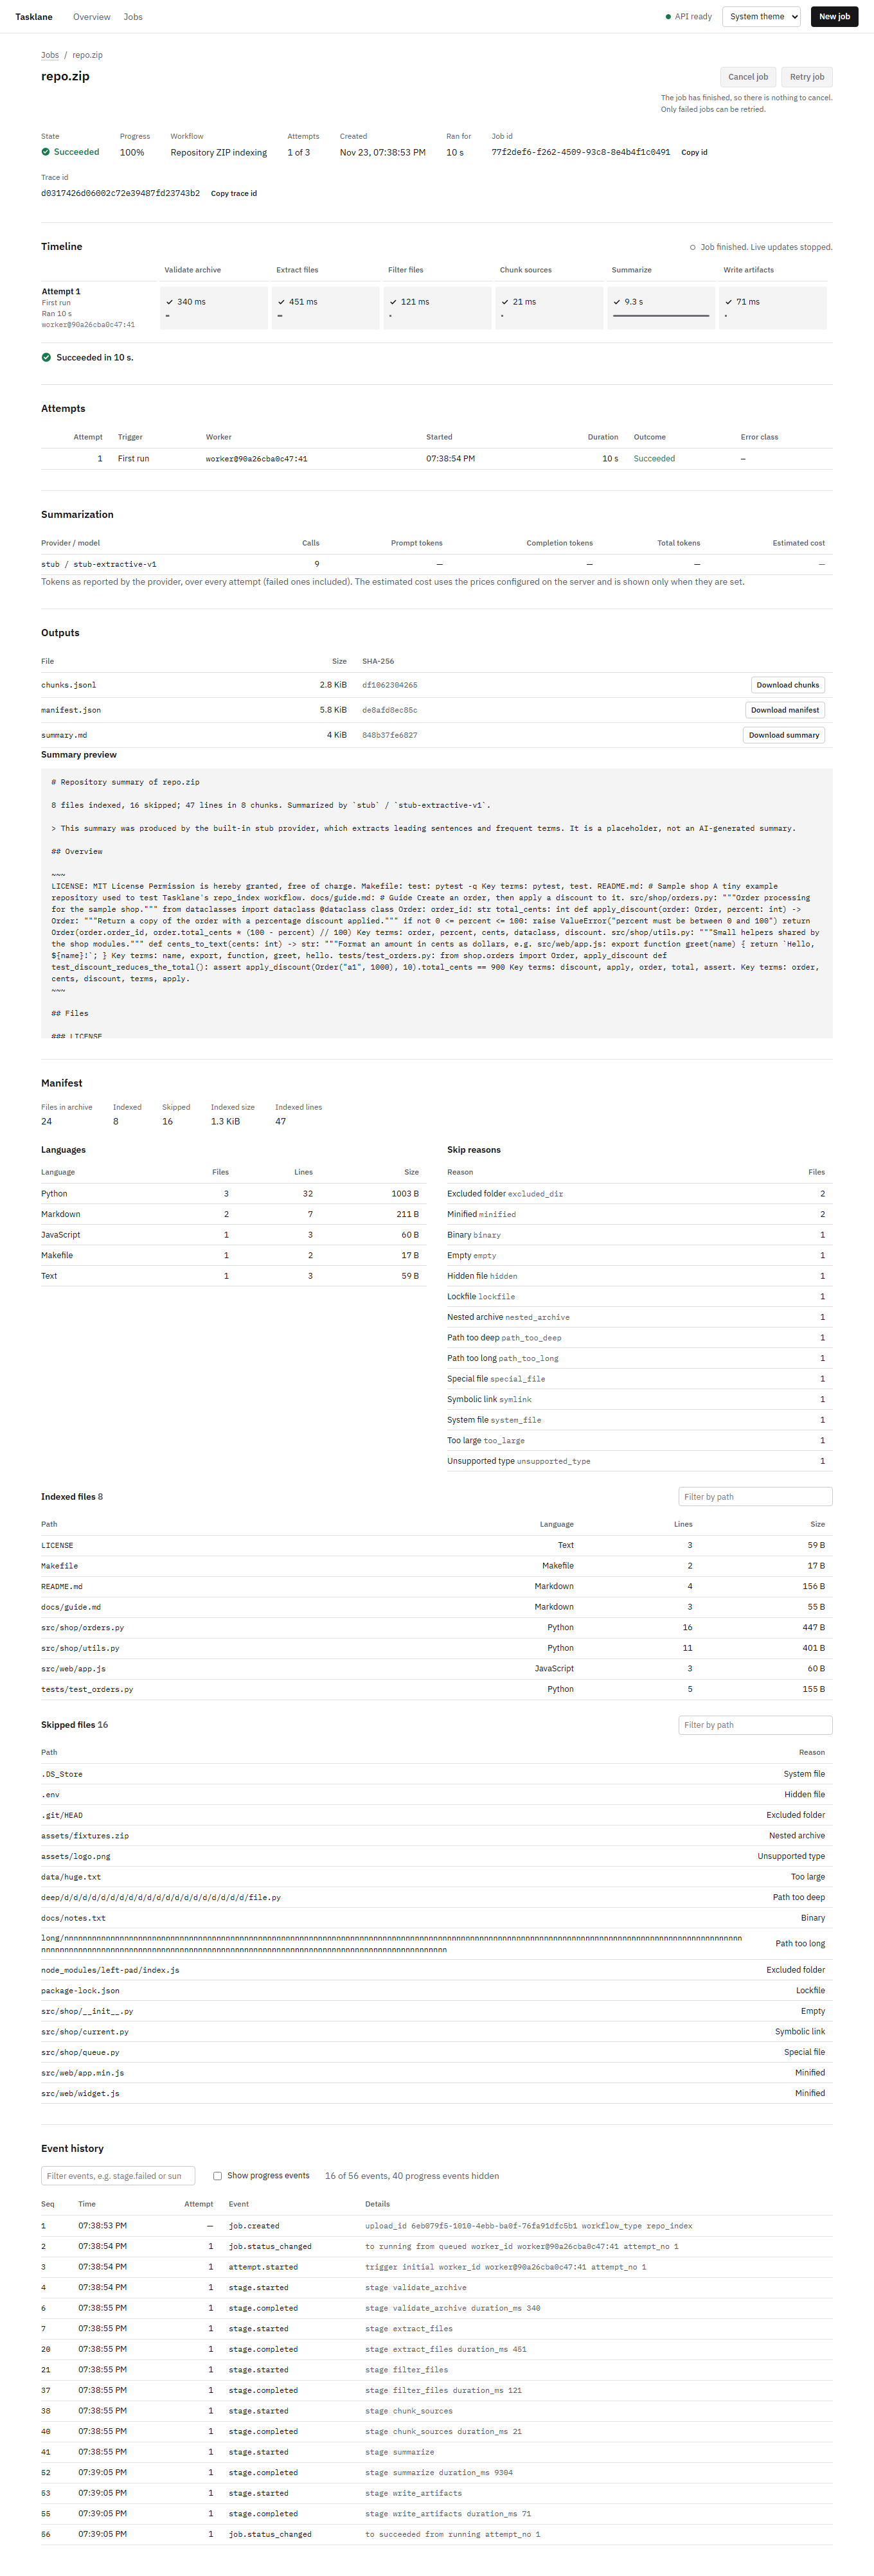 Tasklane Overview Jobs API ready System theme New job
Jobs / repo.zip
repo.zip Cancel job Retry job
The job has finished, so there is nothing to cancel.
Only failed jobs can be retried.
State Progress Workflow Attempts Created Ran for Job id
Succeeded 100% Repository ZIP indexing 1 of 3 Nov 23, 07:38:53 PM 10 s 77f2def6-f262-4509-93c8-8e4b4f1c0491 Copy id
Trace id
d0317426d06002c72e39487fd23743b2 Copy trace id
Timeline Job finished. Live updates stopped.
Validate archive Extract files Filter files Chunk sources Summarize Write artifacts
Attempt 1
First run
Ran 10 s
worker@90a26cba0c47:41
340 ms 451 ms 121 ms 21 ms 9.3 s 71 ms
Succeeded in 10 s.
Attempts
Attempt Trigger Worker Started Duration Outcome Error class
1 First run worker@90a26cba0c47:41 07:38:54 PM 10 s Succeeded —
Summarization
Provider / model Calls Prompt tokens Completion tokens Total tokens Estimated cost
stub / stub-extractive-v1 9 — — — —
Tokens as reported by the provider, over every attempt (failed ones included). The estimated cost uses the prices configured on the server and is shown only when they are set.
Outputs
File Size SHA-256
chunks.jsonl 2.8 KiB df1062304265 Download chunks
manifest.json 5.8 KiB de8afd8ec85c Download manifest
summary.md 4 KiB 848b37fe6827 Download summary
Summary preview
# Repository summary of repo.zip
8 files indexed, 16 skipped; 47 lines in 8 chunks. Summarized by `stub` / `stub-extractive-v1`.
> This summary was produced by the built-in stub provider, which extracts leading sentences and frequent terms. It is a placeholder, not an AI-generated summary.
## Overview
~~~
LICENSE: MIT License Permission is hereby granted, free of charge. Makefile: test: pytest -q Key terms: pytest, test. README.md: # Sample shop A tiny example
repository used to test Tasklane's repo_index workflow. docs/guide.md: # Guide Create an order, then apply a discount to it. src/shop/orders.py: """Order processing
for the sample shop.""" from dataclasses import dataclass @dataclass class Order: order_id: str total_cents: int def apply_discount(order: Order, percent: int) ->
Order: """Return a copy of the order with a percentage discount applied.""" if not 0 <= percent <= 100: raise ValueError("percent must be between 0 and 100") return
Order(order.order_id, order.total_cents * (100 - percent) // 100) Key terms: order, percent, cents, dataclass, discount. src/shop/utils.py: """Small helpers shared by
the shop modules.""" def cents_to_text(cents: int) -> str: """Format an amount in cents as dollars, e.g. src/web/app.js: export function greet(name) { return `Hello,
${name}!`; } Key terms: name, export, function, greet, hello. tests/test_orders.py: from shop.orders import Order, apply_discount def
test_discount_reduces_the_total(): assert apply_discount(Order("a1", 1000), 10).total_cents == 900 Key terms: discount, apply, order, total, assert. Key terms: order,
cents, discount, terms, apply.
~~~
## Files
### LICENSE
Manifest
Files in archive Indexed Skipped Indexed size Indexed lines
24 8 16 1.3 KiB 47
Languages
Language Files Lines Size
Python 3 32 1003 B
Markdown 2 7 211 B
JavaScript 1 3 60 B
Makefile 1 2 17 B
Text 1 3 59 B
Skip reasons
Reason Files
Excluded folder excluded_dir 2
Minified minified 2
Binary binary 1
Empty empty 1
Hidden file hidden 1
Lockfile lockfile 1
Nested archive nested_archive 1
Path too deep path_too_deep 1
Path too long path_too_long 1
Special file special_file 1
Symbolic link symlink 1
System file system_file 1
Too large too_large 1
Unsupported type unsupported_type 1
Indexed files 8 Filter by path
Path Language Lines Size
LICENSE Text 3 59 B
Makefile Makefile 2 17 B
README.md Markdown 4 156 B
docs/guide.md Markdown 3 55 B
src/shop/orders.py Python 16 447 B
src/shop/utils.py Python 11 401 B
src/web/app.js JavaScript 3 60 B
tests/test_orders.py Python 5 155 B
Skipped files 16 Filter by path
Path Reason
.DS_Store System file
.env Hidden file
.git/HEAD Excluded folder
assets/fixtures.zip Nested archive
assets/logo.png Unsupported type
data/huge.txt Too large
deep/d/d/d/d/d/d/d/d/d/d/d/d/d/d/d/d/d/d/d/d/file.py Path too deep
docs/notes.txt Binary
Path too long
node_modules/left-pad/index.js Excluded folder
package-lock.json Lockfile
src/shop/__init__.py Empty
src/shop/current.py Symbolic link
src/shop/queue.py Special file
src/web/app.min.js Minified
src/web/widget.js Minified
Event history
Filter events, e.g. stage.failed or sun Show progress events 16 of 56 events, 40 progress events hidden
Seq Time Attempt Event Details
1 07:38:53 PM — job.created upload_id 6eb079f5-1010-4ebb-ba0f-76fa91dfc5b1 workflow_type repo_index
2 07:38:54 PM 1 job.status_changed to running from queued worker_id worker@90a26cba0c47:41 attempt_no 1
3 07:38:54 PM 1 attempt.started trigger initial worker_id worker@90a26cba0c47:41 attempt_no 1
4 07:38:54 PM 1 stage.started stage validate_archive
6 07:38:55 PM 1 stage.completed stage validate_archive duration_ms 340
7 07:38:55 PM 1 stage.started stage extract_files
20 07:38:55 PM 1 stage.completed stage extract_files duration_ms 451
21 07:38:55 PM 1 stage.started stage filter_files
37 07:38:55 PM 1 stage.completed stage filter_files duration_ms 121
38 07:38:55 PM 1 stage.started stage chunk_sources
40 07:38:55 PM 1 stage.completed stage chunk_sources duration_ms 21
41 07:38:55 PM 1 stage.started stage summarize
52 07:39:05 PM 1 stage.completed stage summarize duration_ms 9304
53 07:39:05 PM 1 stage.started stage write_artifacts
55 07:39:05 PM 1 stage.completed stage write_artifacts duration_ms 71
56 07:39:05 PM 1 job.status_changed to succeeded from running attempt_no 1